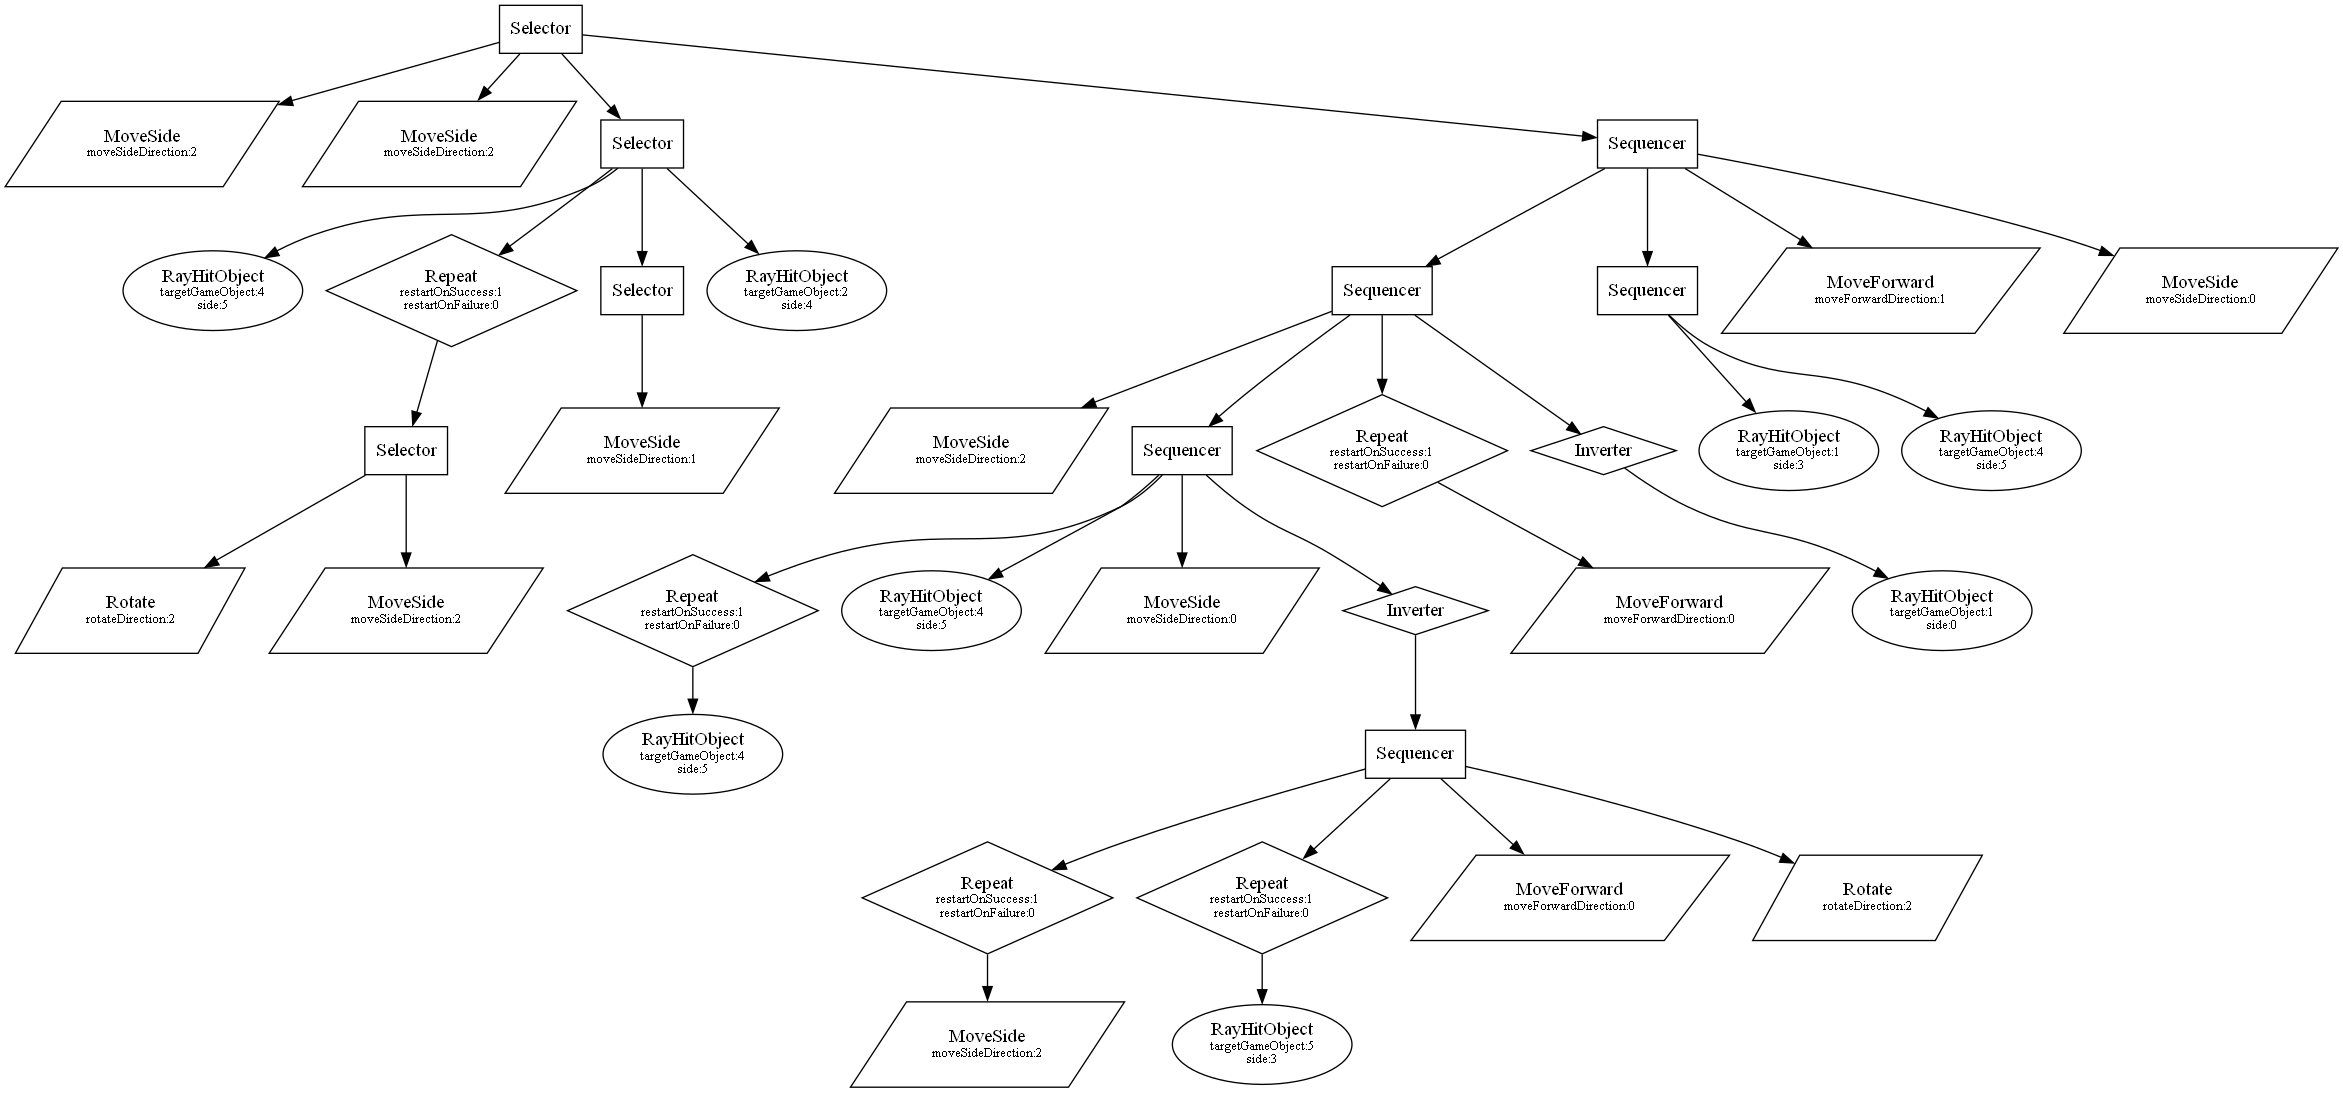 Selector
MoveSide
moveSideDirection:2
MoveSide
moveSideDirection:2
Selector
Sequencer
RayHitObject
targetGameObject:4
side:5
Repeat
restartOnSuccess:1
restartOnFailure:0
Selector
RayHitObject
targetGameObject:2
side:4
Sequencer
Sequencer
MoveForward
moveForwardDirection:1
MoveSide
moveSideDirection:0
Selector
MoveSide
moveSideDirection:1
MoveSide
moveSideDirection:2
Sequencer
Repeat
restartOnSuccess:1
restartOnFailure:0
Inverter
RayHitObject
targetGameObject:1
side:3
RayHitObject
targetGameObject:4
side:5
Rotate
rotateDirection:2
MoveSide
moveSideDirection:2
Repeat
restartOnSuccess:1
restartOnFailure:0
RayHitObject
targetGameObject:4
side:5
MoveSide
moveSideDirection:0
Inverter
MoveForward
moveForwardDirection:0
RayHitObject
targetGameObject:1
side:0
RayHitObject
targetGameObject:4
side:5
Sequencer
Repeat
restartOnSuccess:1
restartOnFailure:0
Repeat
restartOnSuccess:1
restartOnFailure:0
MoveForward
moveForwardDirection:0
Rotate
rotateDirection:2
MoveSide
moveSideDirection:2
RayHitObject
targetGameObject:5
side:3